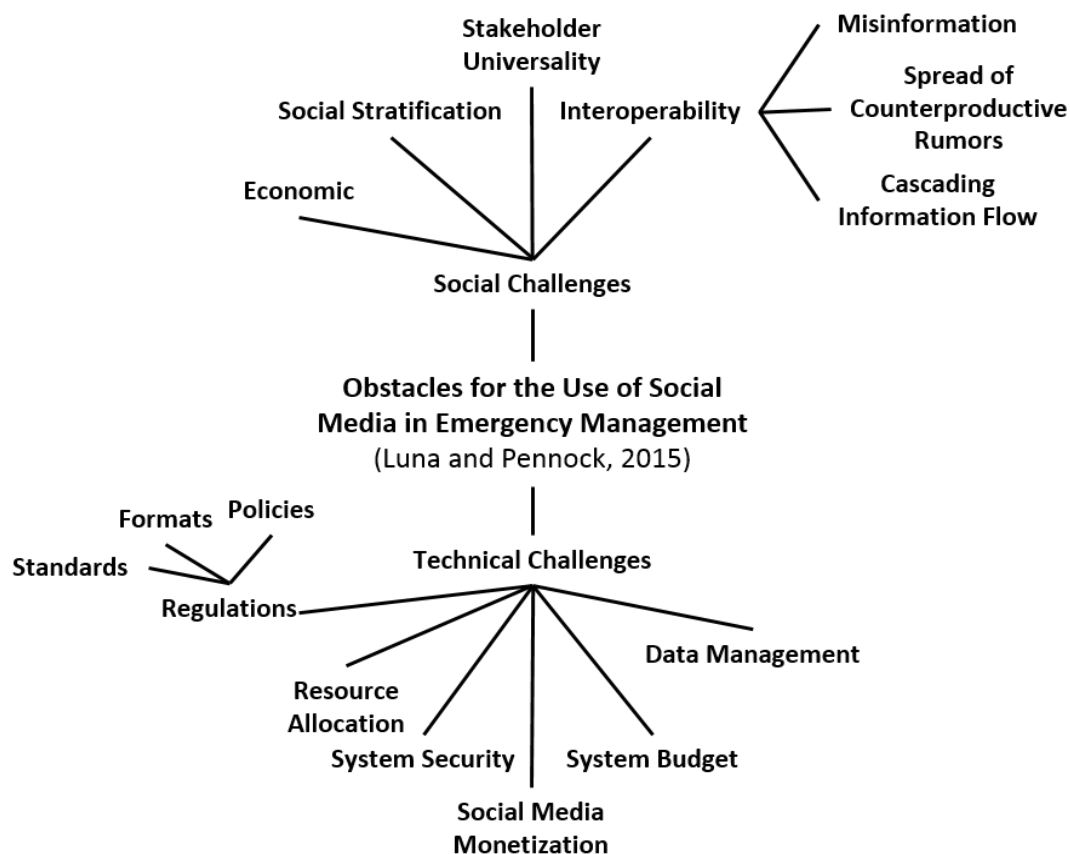 Stakeholder
Universality
Misinformation
Social Stratification
Interoperability
Spread of
Counterproductive
Rumors
Economic
Cascading
Information Flow
Social Challenges
Obstacles for the Use of Social
Media in Emergency Management
(Luna and Pennock, 2015)
Standards
Formats
Policies
Technical Challenges
Regulations
Resource
Allocation
System Security
Social Media
Monetization
System Budget
Data Management